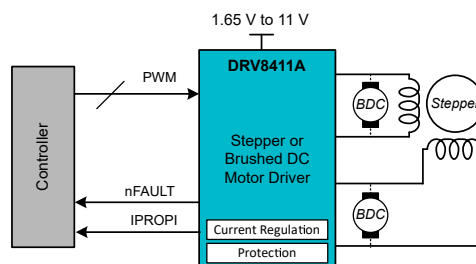 1.65 V to 11 V
DRV8411A
PWM
Controller
Stepper or
Brushed DC
Motor Driver
nFAULT
IPROPI
Current Regulation
Protection
BDC
Stepper
BDC